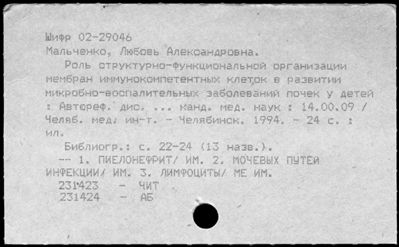 Шифр 02-29046
Мальченко, Любовь Александровна.
Роль структурно-функциональной организации
мембран иммунокомпетентных клеток в развитии
микробно-воспалительных заболеваний почек у детей
: Автореф. дис. ... канд. мед. наук : 14.00.09 /
Челяб. мед. ин-т. - Челябинск. 1994. - 24 с. :
ил.
Библиогр.: с. 22-24 (13 назв.).
-- 1. ПИЕЛОНЕФРИТ/ ИМ. 2. МОЧЕВЫХ ПУТЕЙ
ИНФЕКЦИИ/ ИМ. 3. ЛИМФОЦИТЫ/ МЕ ИМ.
231423 - ЧИТ
231424 - АБ